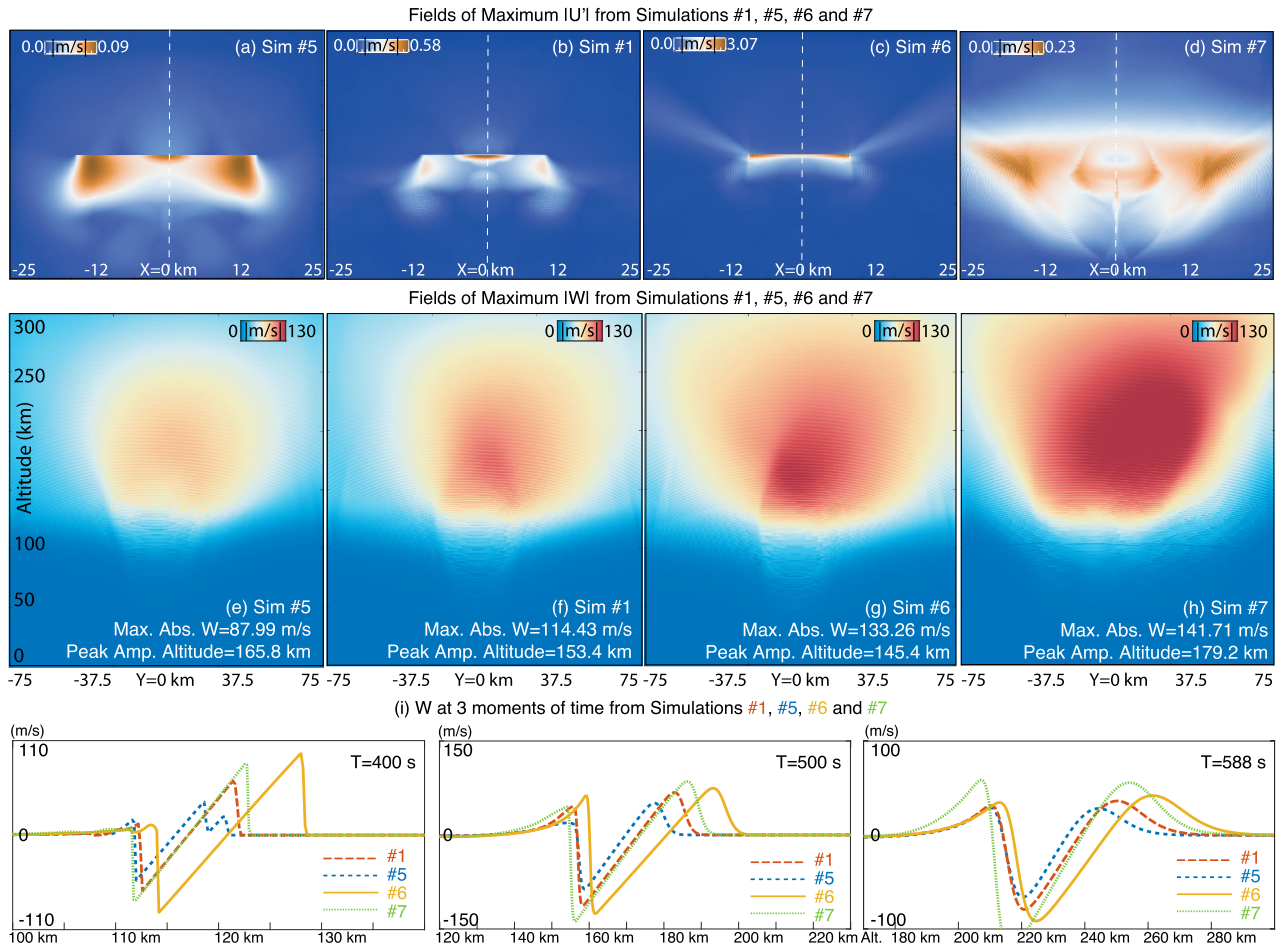 Fields of Maximum |U'| from Simulations #1, #5, #6 and #7
0.0 m/s 0.09 (a) Sim #5
0.0 m/s 0.58 (b) Sim #1
0.0 m/s 3.07 (c) Sim #6
0.0 m/s 0.23 (d) Sim #7
-25 -12 X=0 km 12 25
-25 -12 X=0 km 12 25
-25 -12 X=0 km 12 25
-25 -12 X=0 km 12 25
Fields of Maximum |W| from Simulations #1, #5, #6 and #7
Altitude (km)
300
250
200
150
100
50
0
0 m/s 130
(e) Sim #5
Max. Abs. W=87.99 m/s
Peak Amp. Altitude=165.8 km
0 m/s 130
(f) Sim #1
Max. Abs. W=114.43 m/s
Peak Amp. Altitude=153.4 km
0 m/s 130
(g) Sim #6
Max. Abs. W=133.26 m/s
Peak Amp. Altitude=145.4 km
0 m/s 130
(h) Sim #7
Max. Abs. W=141.71 m/s
Peak Amp. Altitude=179.2 km
-75 -37.5 Y=0 km 37.5 75
-75 -37.5 Y=0 km 37.5 75
-75 -37.5 Y=0 km 37.5 75
-75 -37.5 Y=0 km 37.5 75
(i) W at 3 moments of time from Simulations #1, #5, #6 and #7
(m/s)
110
T=400 s
0
#1
#5
#6
#7
-110
100 km 110 km 120 km 130 km
(m/s)
150
T=500 s
0
#1
#5
#6
#7
-150
120 km 140 km 160 km 180 km 200 km 220 km
(m/s)
100
T=588 s
0
#1
#5
#6
#7
-100
Alt. 180 km 200 km 220 km 240 km 260 km 280 km